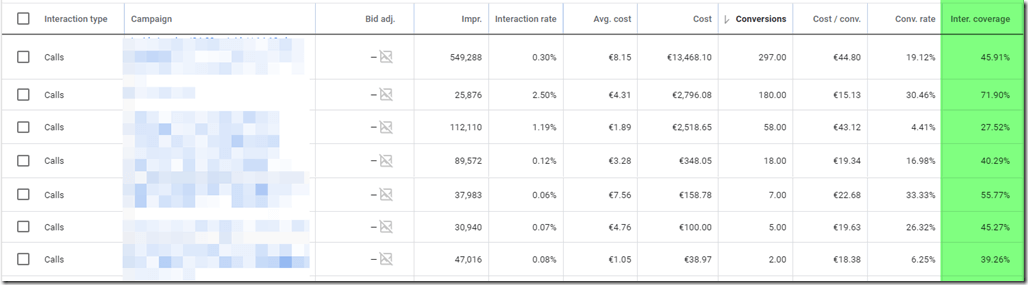 Interaction type Campaign Bid adj. Impr. Interaction rate Avg. cost Cost Conversions Cost / conv. Conv. rate Inter. coverage
Calls – 549,288 0.30% €8.15 €13,468.10 297.00 €44.80 19.12% 45.91%
Calls – 25,876 2.50% €4.31 €2,796.08 180.00 €15.13 30.46% 71.90%
Calls – 112,110 1.19% €1.89 €2,518.65 58.00 €43.12 4.41% 27.52%
Calls – 89,572 0.12% €3.28 €348.05 18.00 €19.34 16.98% 40.29%
Calls – 37,983 0.06% €7.56 €158.78 7.00 €22.68 33.33% 55.77%
Calls – 30,940 0.07% €4.76 €100.00 5.00 €19.63 26.32% 45.27%
Calls – 47,016 0.08% €1.05 €38.97 2.00 €18.38 6.25% 39.26%